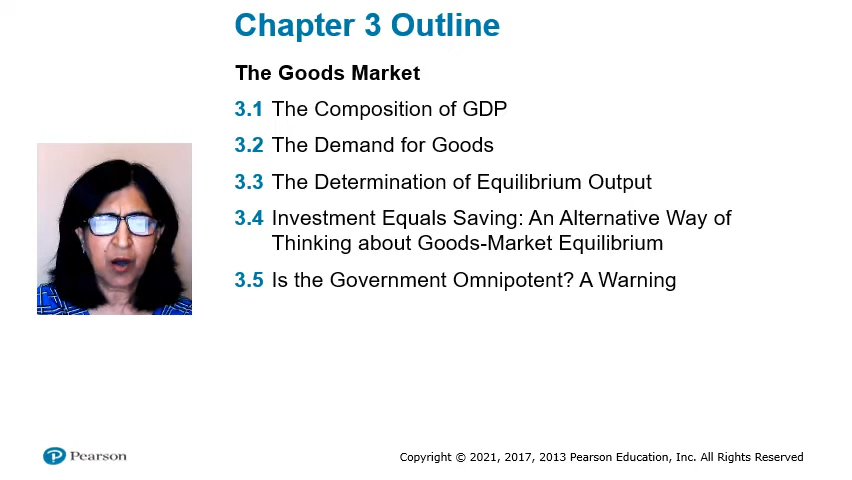 Chapter 3 Outline
The Goods Market
3.1 The Composition of GDP
3.2 The Demand for Goods
3.3 The Determination of Equilibrium Output
3.4 Investment Equals Saving: An Alternative Way of
Thinking about Goods-Market Equilibrium
3.5 Is the Government Omnipotent? A Warning
Pearson
Copyright © 2021, 2017, 2013 Pearson Education, Inc. All Rights Reserved